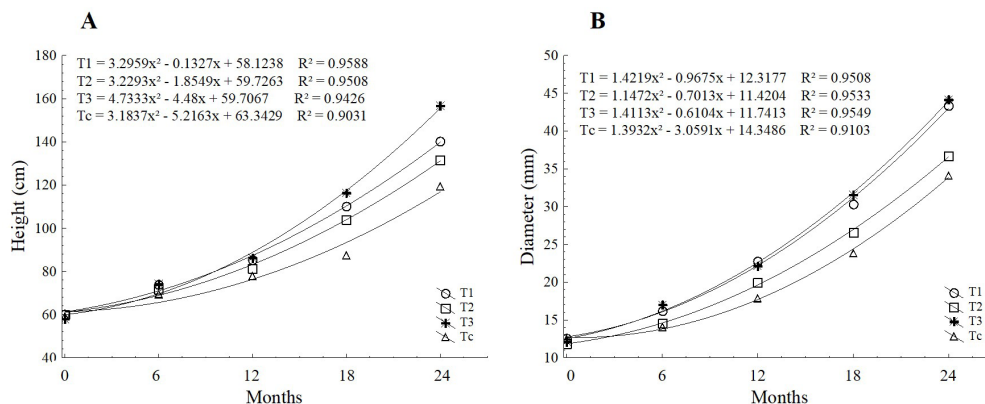 A
T1 = 3.2959x² - 0.1327x + 58.1238 R² = 0.9588
T2 = 3.2293x² - 1.8549x + 59.7263 R² = 0.9508
T3 = 4.7333x² - 4.48x + 59.7067 R² = 0.9426
Tc = 3.1837x² - 5.2163x + 63.3429 R² = 0.9031
Height (cm)
180
160
140
120
100
80
60
40
T1
T2
T3
Tc
0 6 12 18 24
Months
B
T1 = 1.4219x² - 0.9675x + 12.3177 R² = 0.9508
T2 = 1.1472x² - 0.7013x + 11.4204 R² = 0.9533
T3 = 1.4113x² - 0.6104x + 11.7413 R² = 0.9549
Tc = 1.3932x² - 3.0591x + 14.3486 R² = 0.9103
Diameter (mm)
50
45
40
35
30
25
20
15
10
T1
T2
T3
Tc
0 6 12 18 24
Months